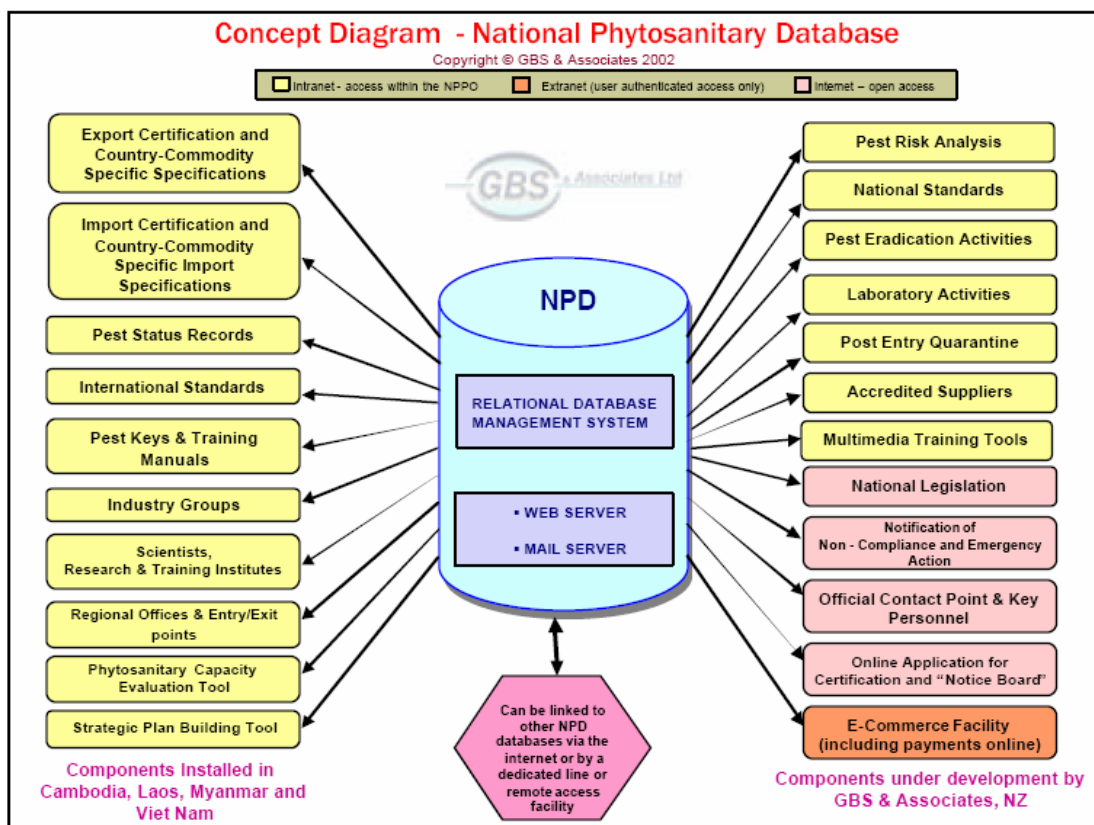 Concept Diagram - National Phytosanitary Database
Copyright © GBS & Associates 2002
Intranet - access within the NPPO
Extranet (user authenticated access only)
Internet – open access
Export Certification and
Country-Commodity
Specific Specifications
Import Certification and
Country-Commodity
Specific Import
Specifications
Pest Status Records
International Standards
Pest Keys & Training
Manuals
Industry Groups
Scientists,
Research & Training Institutes
Regional Offices & Entry/Exit
points
Phytosanitary Capacity
Evaluation Tool
Strategic Plan Building Tool
Components Installed in
Cambodia, Laos, Myanmar and
Viet Nam
GBS & Associates Ltd
NPD
RELATIONAL DATABASE
MANAGEMENT SYSTEM
▪ WEB SERVER
▪ MAIL SERVER
Can be linked to
other NPD
databases via the
internet or by a
dedicated line or
remote access
facility
Pest Risk Analysis
National Standards
Pest Eradication Activities
Laboratory Activities
Post Entry Quarantine
Accredited Suppliers
Multimedia Training Tools
National Legislation
Notification of
Non - Compliance and Emergency
Action
Official Contact Point & Key
Personnel
Online Application for
Certification and “Notice Board”
E-Commerce Facility
(including payments online)
Components under development by
GBS & Associates, NZ